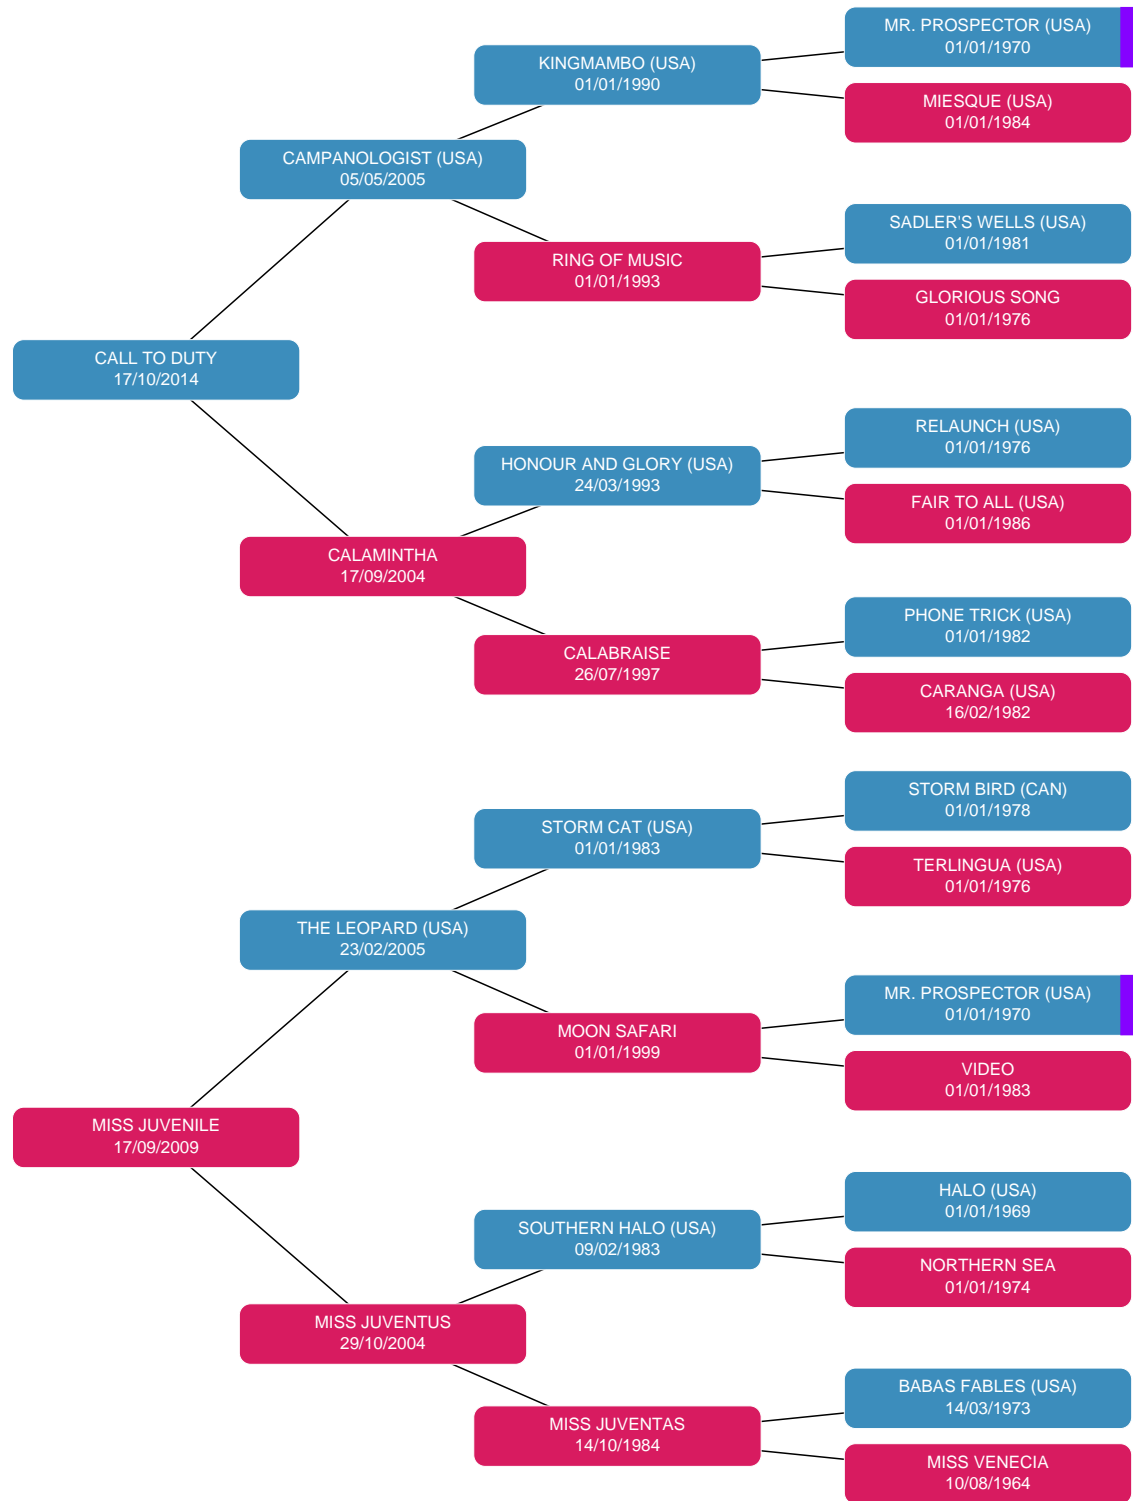 MR. PROSPECTOR (USA)
01/01/1970
KINGMAMBO (USA)
01/01/1990
MIESQUE (USA)
01/01/1984
CAMPANOLOGIST (USA)
05/05/2005
SADLER'S WELLS (USA)
01/01/1981
RING OF MUSIC
01/01/1993
GLORIOUS SONG
01/01/1976
CALL TO DUTY
17/10/2014
RELAUNCH (USA)
01/01/1976
HONOUR AND GLORY (USA)
24/03/1993
FAIR TO ALL (USA)
01/01/1986
CALAMINTHA
17/09/2004
PHONE TRICK (USA)
01/01/1982
CALABRAISE
26/07/1997
CARANGA (USA)
16/02/1982
STORM BIRD (CAN)
01/01/1978
STORM CAT (USA)
01/01/1983
TERLINGUA (USA)
01/01/1976
THE LEOPARD (USA)
23/02/2005
MR. PROSPECTOR (USA)
01/01/1970
MOON SAFARI
01/01/1999
VIDEO
01/01/1983
MISS JUVENILE
17/09/2009
HALO (USA)
01/01/1969
SOUTHERN HALO (USA)
09/02/1983
NORTHERN SEA
01/01/1974
MISS JUVENTUS
29/10/2004
BABAS FABLES (USA)
14/03/1973
MISS JUVENTAS
14/10/1984
MISS VENECIA
10/08/1964